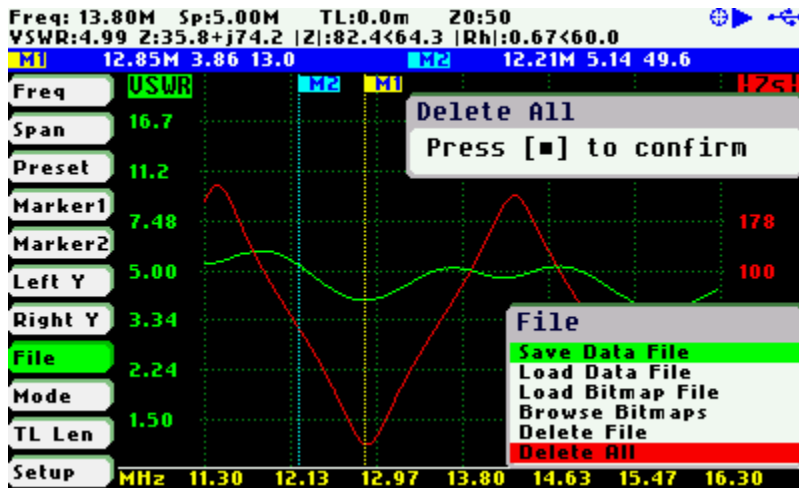 Freq: 13.80M Sp:5.00M TL:0.0m Z0:50
VSWR:4.99 Z:35.8+j74.2 |Z|:82.4<64.3 |Rh|:0.67<60.0
M1 12.85M 3.86 13.0 M2 12.21M 5.14 49.6
Freq
Span
Preset
Marker1
Marker2
Left Y
Right Y
File
Mode
TL Len
Setup
VSWR
M2 M1
16.7
11.2
7.48
5.00
3.34
2.24
1.50
|Zs|
178
100
Delete All
Press [■] to confirm
File
Save Data File
Load Data File
Load Bitmap File
Browse Bitmaps
Delete File
Delete All
MHz 11.30 12.13 12.97 13.80 14.63 15.47 16.30